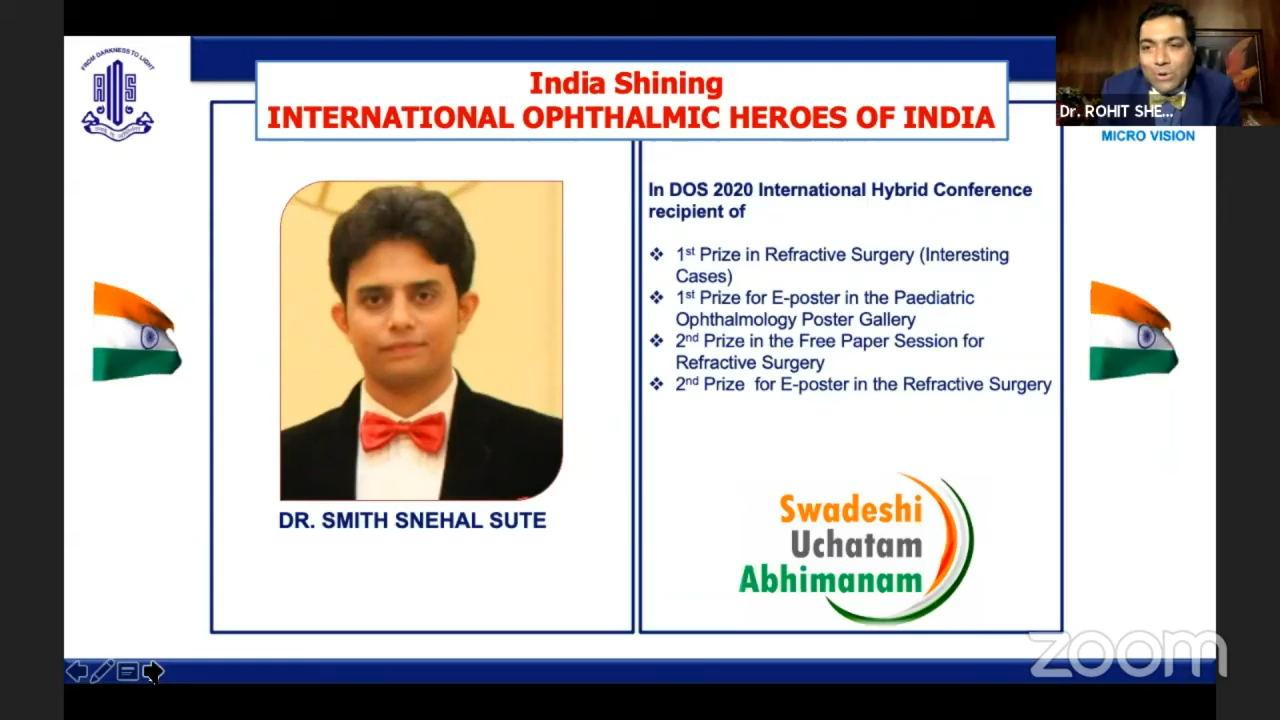 FROM DARKNESS TO LIGHT
AIOS
India Shining
INTERNATIONAL OPHTHALMIC HEROES OF INDIA
Dr. ROHIT SHE...
MICRO VISION
In DOS 2020 International Hybrid Conference
recipient of
❖ 1st Prize in Refractive Surgery (Interesting
Cases)
❖ 1st Prize for E-poster in the Paediatric
Ophthalmology Poster Gallery
❖ 2nd Prize in the Free Paper Session for
Refractive Surgery
❖ 2nd Prize for E-poster in the Refractive Surgery
DR. SMITH SNEHAL SUTE
Swadeshi
Uchatam
Abhimanam
zoom